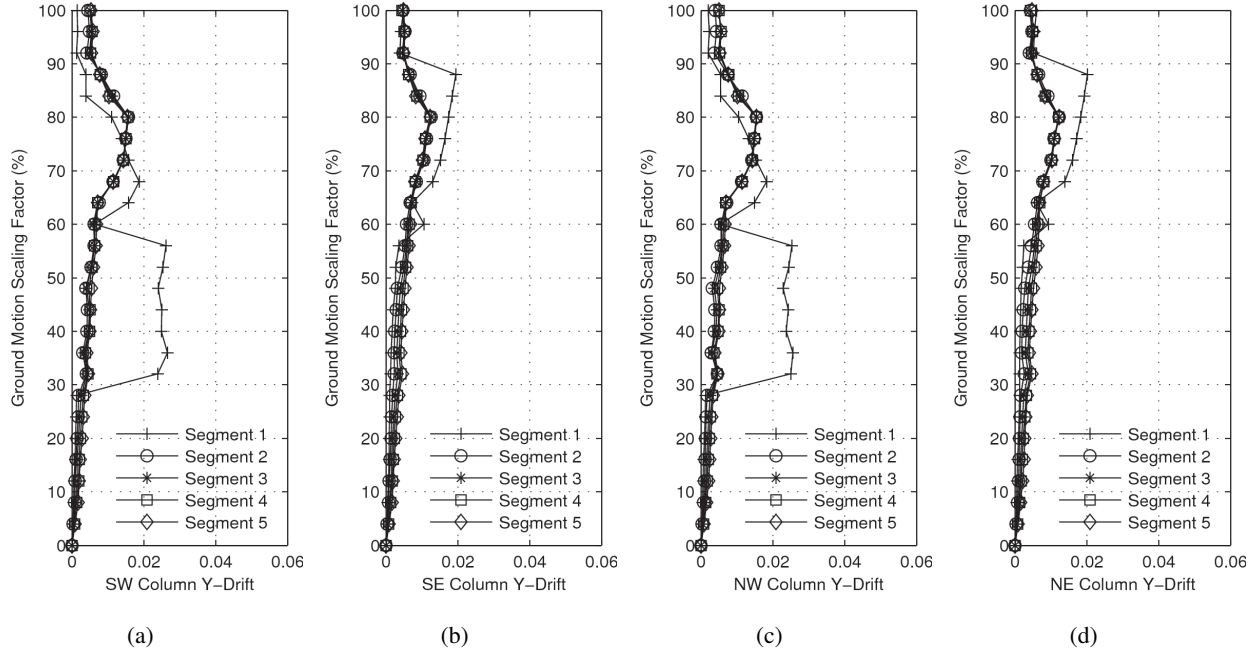 Ground Motion Scaling Factor (%)
100
90
80
70
60
50
40
30
20
10
0
Segment 1
Segment 2
Segment 3
Segment 4
Segment 5
0 0.02 0.04 0.06
SW Column Y−Drift
(a)
Ground Motion Scaling Factor (%)
100
90
80
70
60
50
40
30
20
10
0
Segment 1
Segment 2
Segment 3
Segment 4
Segment 5
0 0.02 0.04 0.06
SE Column Y−Drift
(b)
Ground Motion Scaling Factor (%)
100
90
80
70
60
50
40
30
20
10
0
Segment 1
Segment 2
Segment 3
Segment 4
Segment 5
0 0.02 0.04 0.06
NW Column Y−Drift
(c)
Ground Motion Scaling Factor (%)
100
90
80
70
60
50
40
30
20
10
0
Segment 1
Segment 2
Segment 3
Segment 4
Segment 5
0 0.02 0.04 0.06
NE Column Y−Drift
(d)